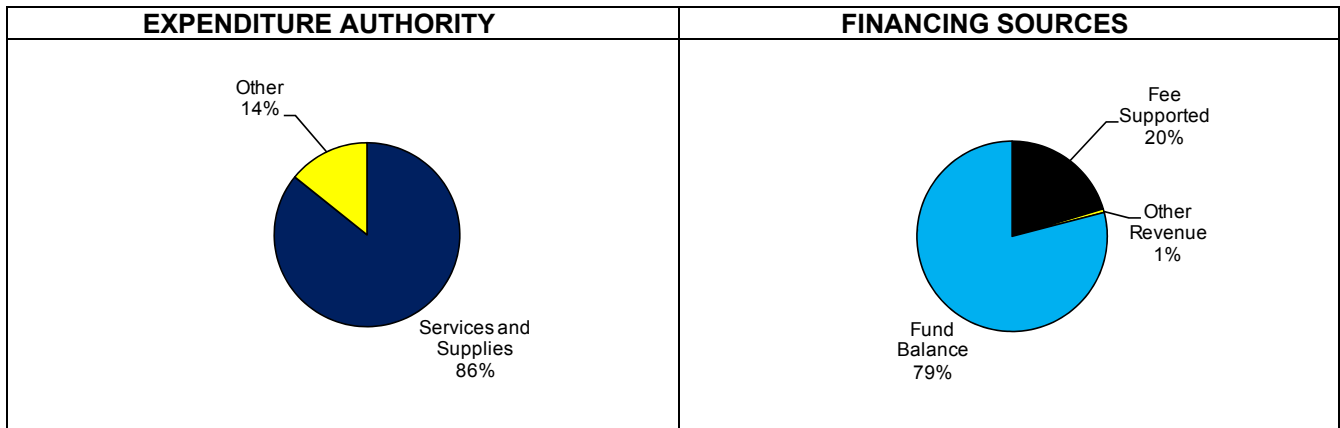 EXPENDITURE AUTHORITY
Other
14%
Services and
Supplies
86%
FINANCING SOURCES
Fee
Supported
20%
Other
Revenue
1%
Fund
Balance
79%